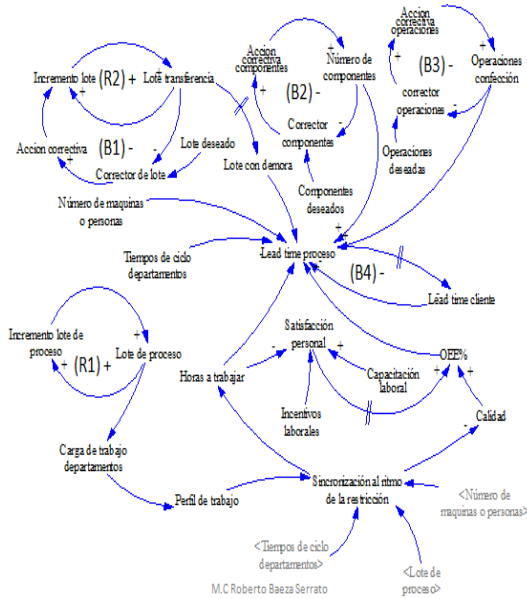 Accion
correctiva
operaciones
Accion
correctiva
componentes
Número de
componentes
(B3) -
Operaciones
confección
Incremento lote
(R2) +
Lote transferencia
(B2) -
corrector
operaciones
Corrector
componentes
Accion correctiva
(B1) -
Lote deseado
Corrector de lote
Lote con demora
Operaciones
deseadas
Componentes
deseados
Número de maquinas
o personas
Tiempos de ciclo
departamentos
Lead time proceso
(B4) -
Lead time cliente
Incremento lote de
proceso
(R1) +
Lote de proceso
Satisfacción
personal
OEE%
Horas a trabajar
Capacitación
laboral
Incentivos
laborales
Calidad
Carga de trabajo
departamentos
Perfil de trabajo
Sincronización al ritmo
de la restricción
<Número de
maquinas o personas>
<Tiempos de ciclo
departamentos>
<Lote de
proceso>
M.C Roberto Baeza Serrato